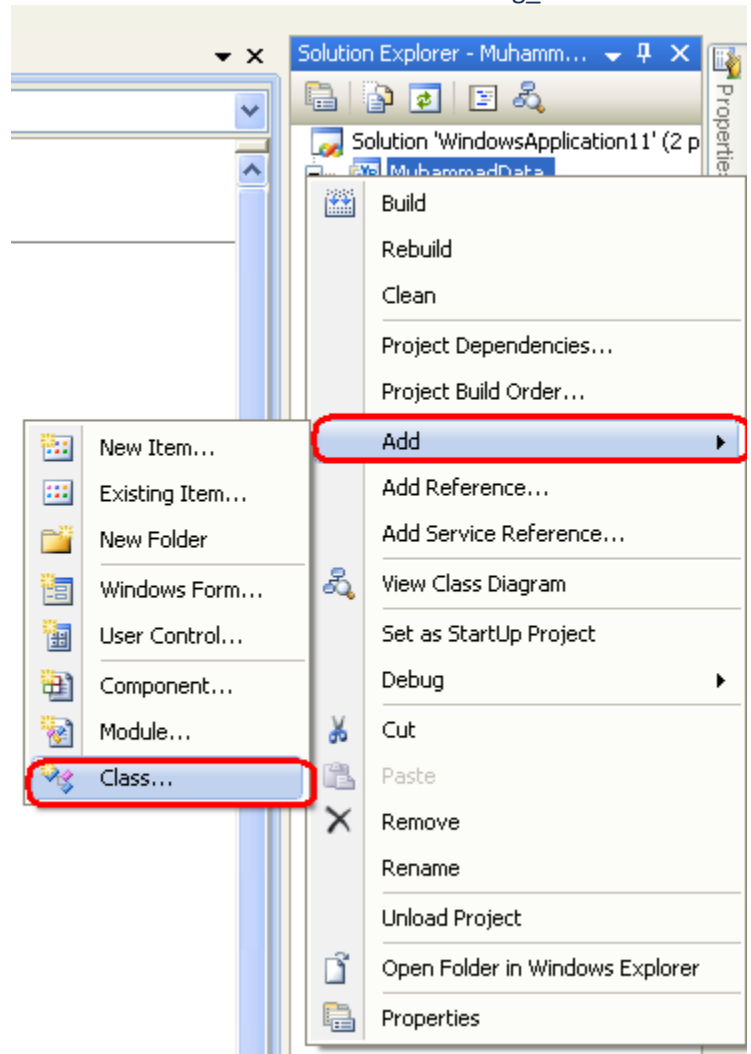 Solution Explorer - Muhamm...
Properties
Solution 'WindowsApplication11' (2 p
MuhammadData
Build
Rebuild
Clean
Project Dependencies...
Project Build Order...
Add
Add Reference...
Add Service Reference...
View Class Diagram
Set as StartUp Project
Debug
Cut
Paste
Remove
Rename
Unload Project
Open Folder in Windows Explorer
Properties
New Item...
Existing Item...
New Folder
Windows Form...
User Control...
Component...
Module...
Class...